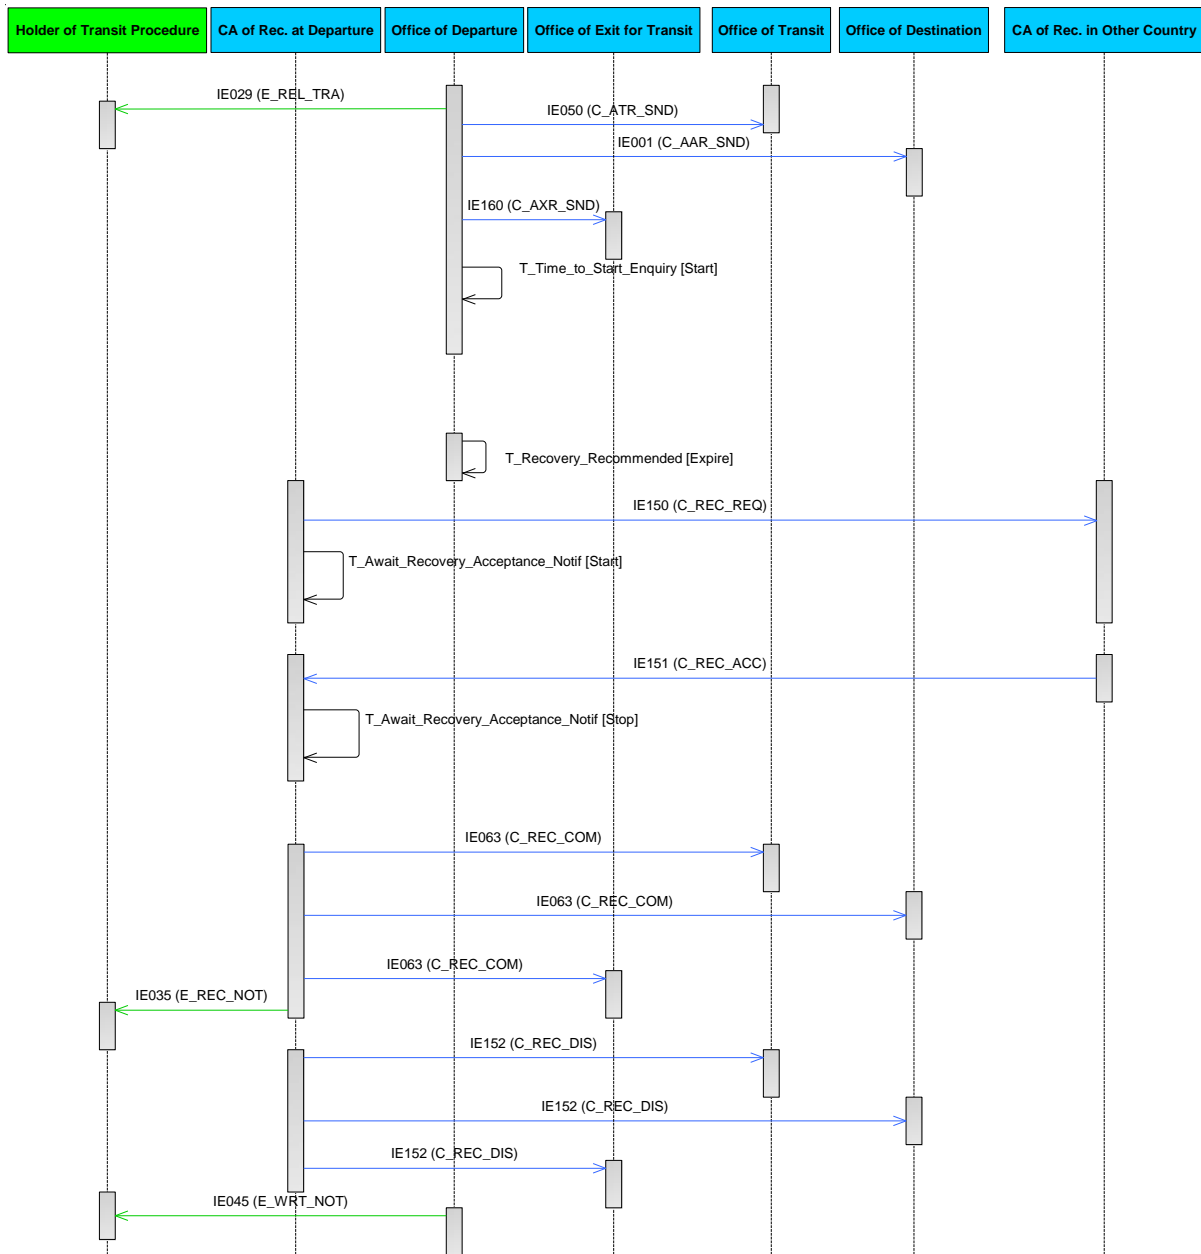 Holder of Transit Procedure
CA of Rec. at Departure
Office of Departure
Office of Exit for Transit
Office of Transit
Office of Destination
CA of Rec. in Other Country
IE029 (E_REL_TRA)
IE050 (C_ATR_SND)
IE001 (C_AAR_SND)
IE160 (C_AXR_SND)
T_Time_to_Start_Enquiry [Start]
T_Recovery_Recommended [Expire]
IE150 (C_REC_REQ)
T_Await_Recovery_Acceptance_Notif [Start]
IE151 (C_REC_ACC)
T_Await_Recovery_Acceptance_Notif [Stop]
IE063 (C_REC_COM)
IE063 (C_REC_COM)
IE063 (C_REC_COM)
IE035 (E_REC_NOT)
IE152 (C_REC_DIS)
IE152 (C_REC_DIS)
IE152 (C_REC_DIS)
IE045 (E_WRT_NOT)